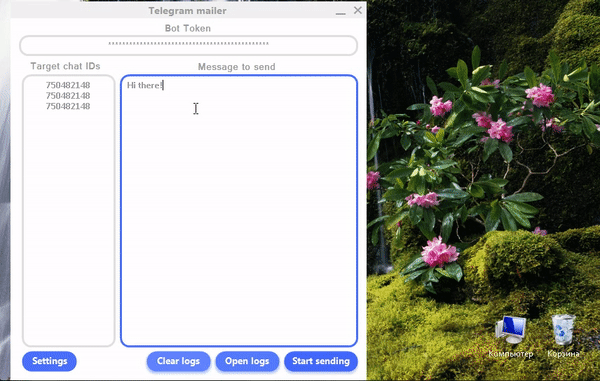 Telegram mailer
Bot Token
**********************************************
Target chat IDs
Message to send
750482148
750482148
750482148
Hi there!
Settings
Clear logs
Open logs
Start sending
Компьютер
Корзина